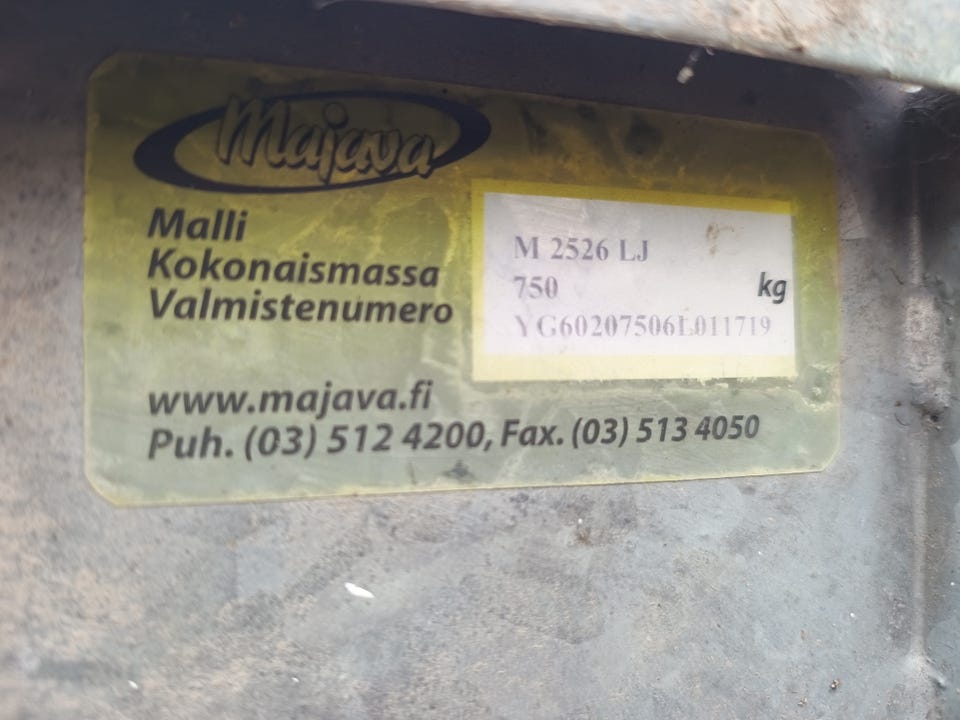 Majava
Malli M 2526 LJ
Kokonaismassa 750 kg
Valmistenumero YG60207506L011719
www.majava.fi
Puh. (03) 512 4200, Fax. (03) 513 4050